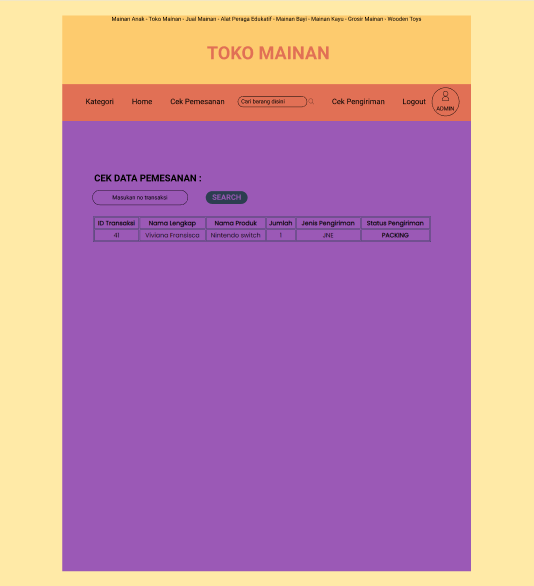 Mainan Anak - Toko Mainan - Jual Mainan - Alat Peraga Edukatif - Mainan Bayi - Mainan Kayu - Grosir Mainan - Wooden Toys
TOKO MAINAN
Kategori Home Cek Pemesanan Cari barang disini Cek Pengiriman Logout ADMIN
CEK DATA PEMESANAN :
Masukan no transaksi SEARCH
ID Transaksi Nama Lengkap Nama Produk Jumlah Jenis Pengiriman Status Pengiriman
41 Viviana Fransisca Nintendo switch 1 JNE PACKING